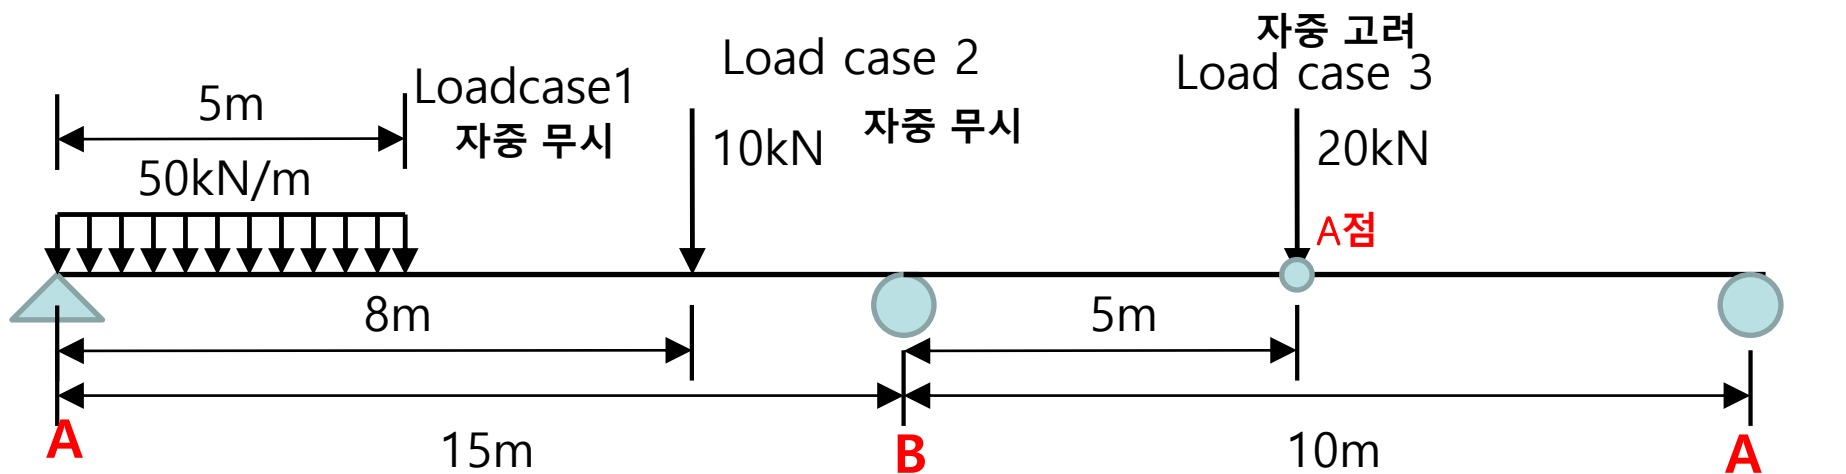 자중 고려
Load case 2
Load case 3
Loadcase1
5m
자중 무시
자중 무시
10kN
20kN
50kN/m
A점
8m
5m
A
15m
B
10m
A